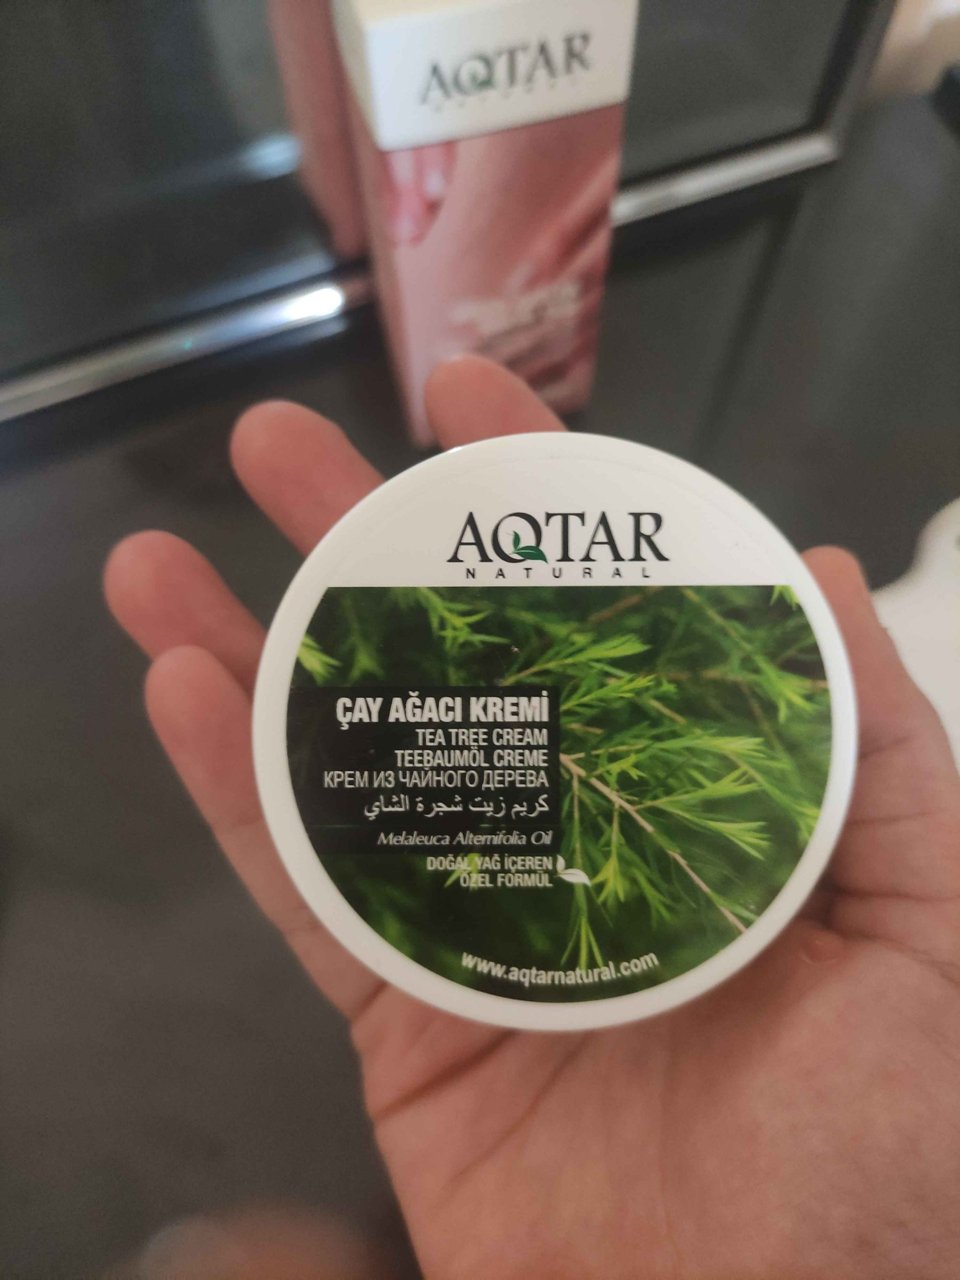 AQTAR
AQTAR
NATURAL
ÇAY AĞACI KREMİ
TEA TREE CREAM
TEEBAUMÖL CREME
КРЕМ ИЗ ЧАЙНОГО ДЕРЕВА
كريم زيت شجرة الشاي
Melaleuca Alternifolia Oil
DOĞAL YAĞ İÇEREN
ÖZEL FORMÜL
www.aqtarnatural.com